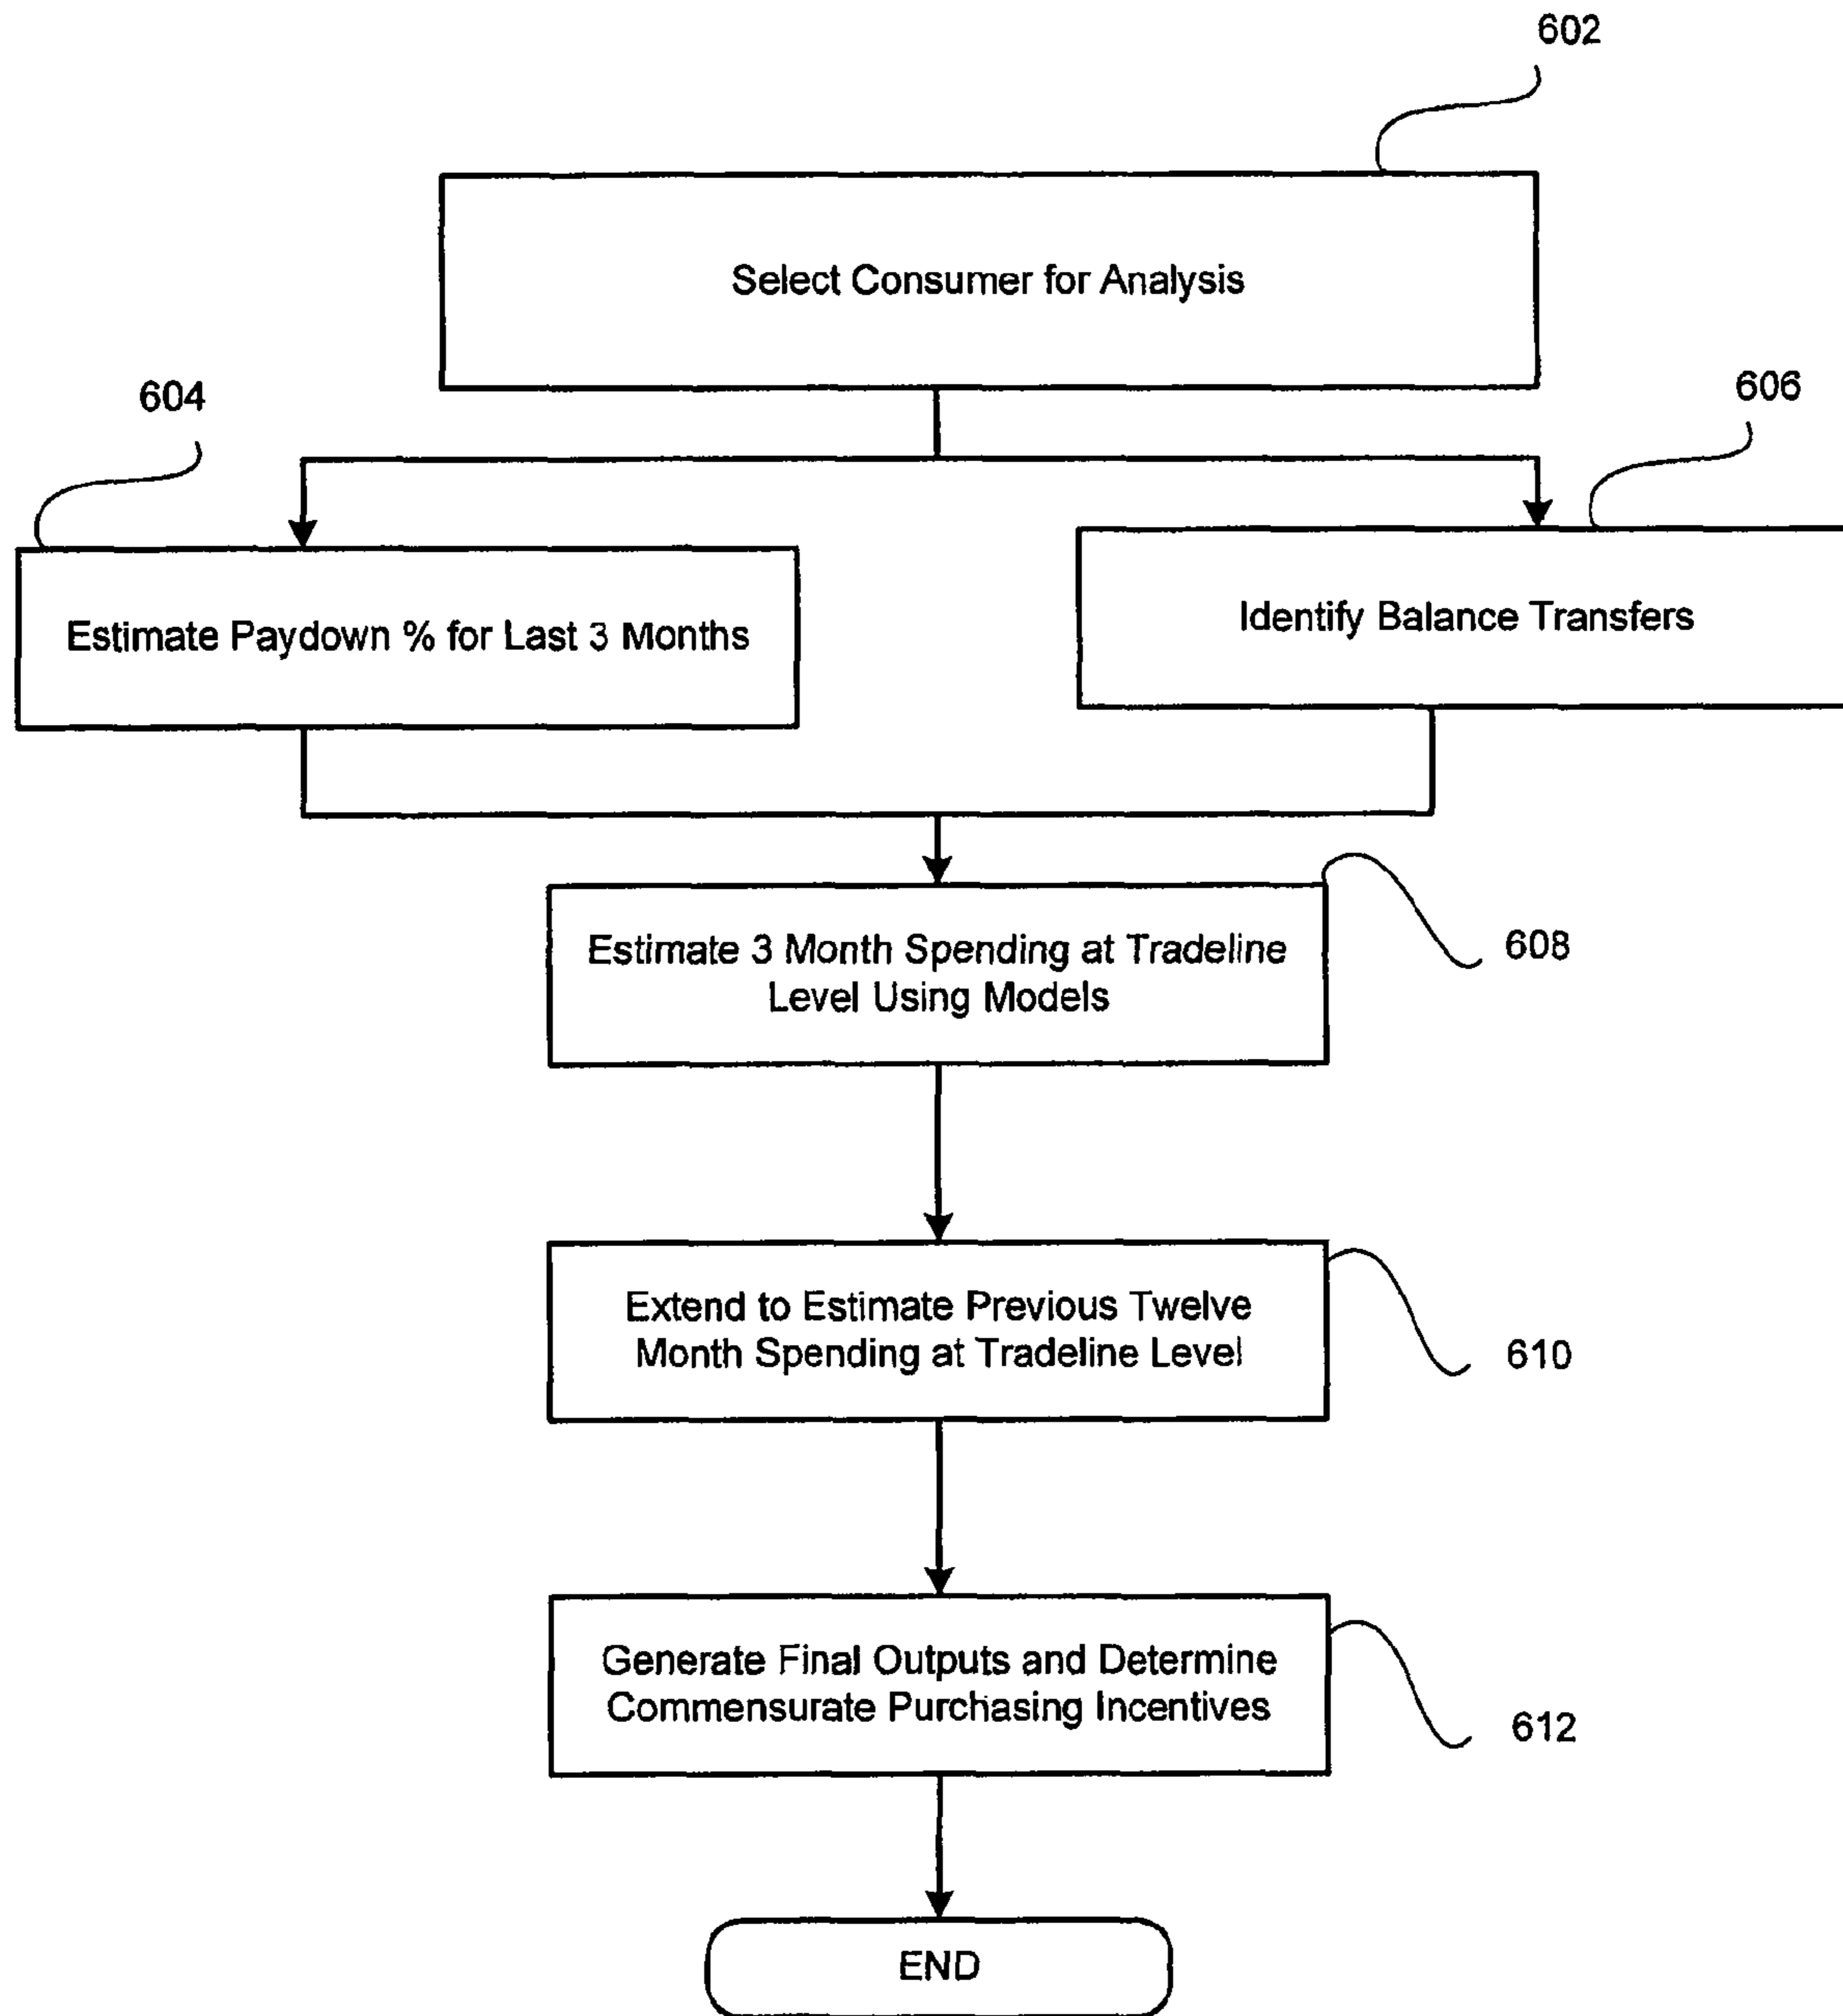 602
Select Consumer for Analysis
604
606
Estimate Paydown % for Last 3 Months
Identify Balance Transfers
Estimate 3 Month Spending at Tradeline
Level Using Models
608
Extend to Estimate Previous Twelve
Month Spending at Tradeline Level
610
Generate Final Outputs and Determine
Commensurate Purchasing Incentives
612
END